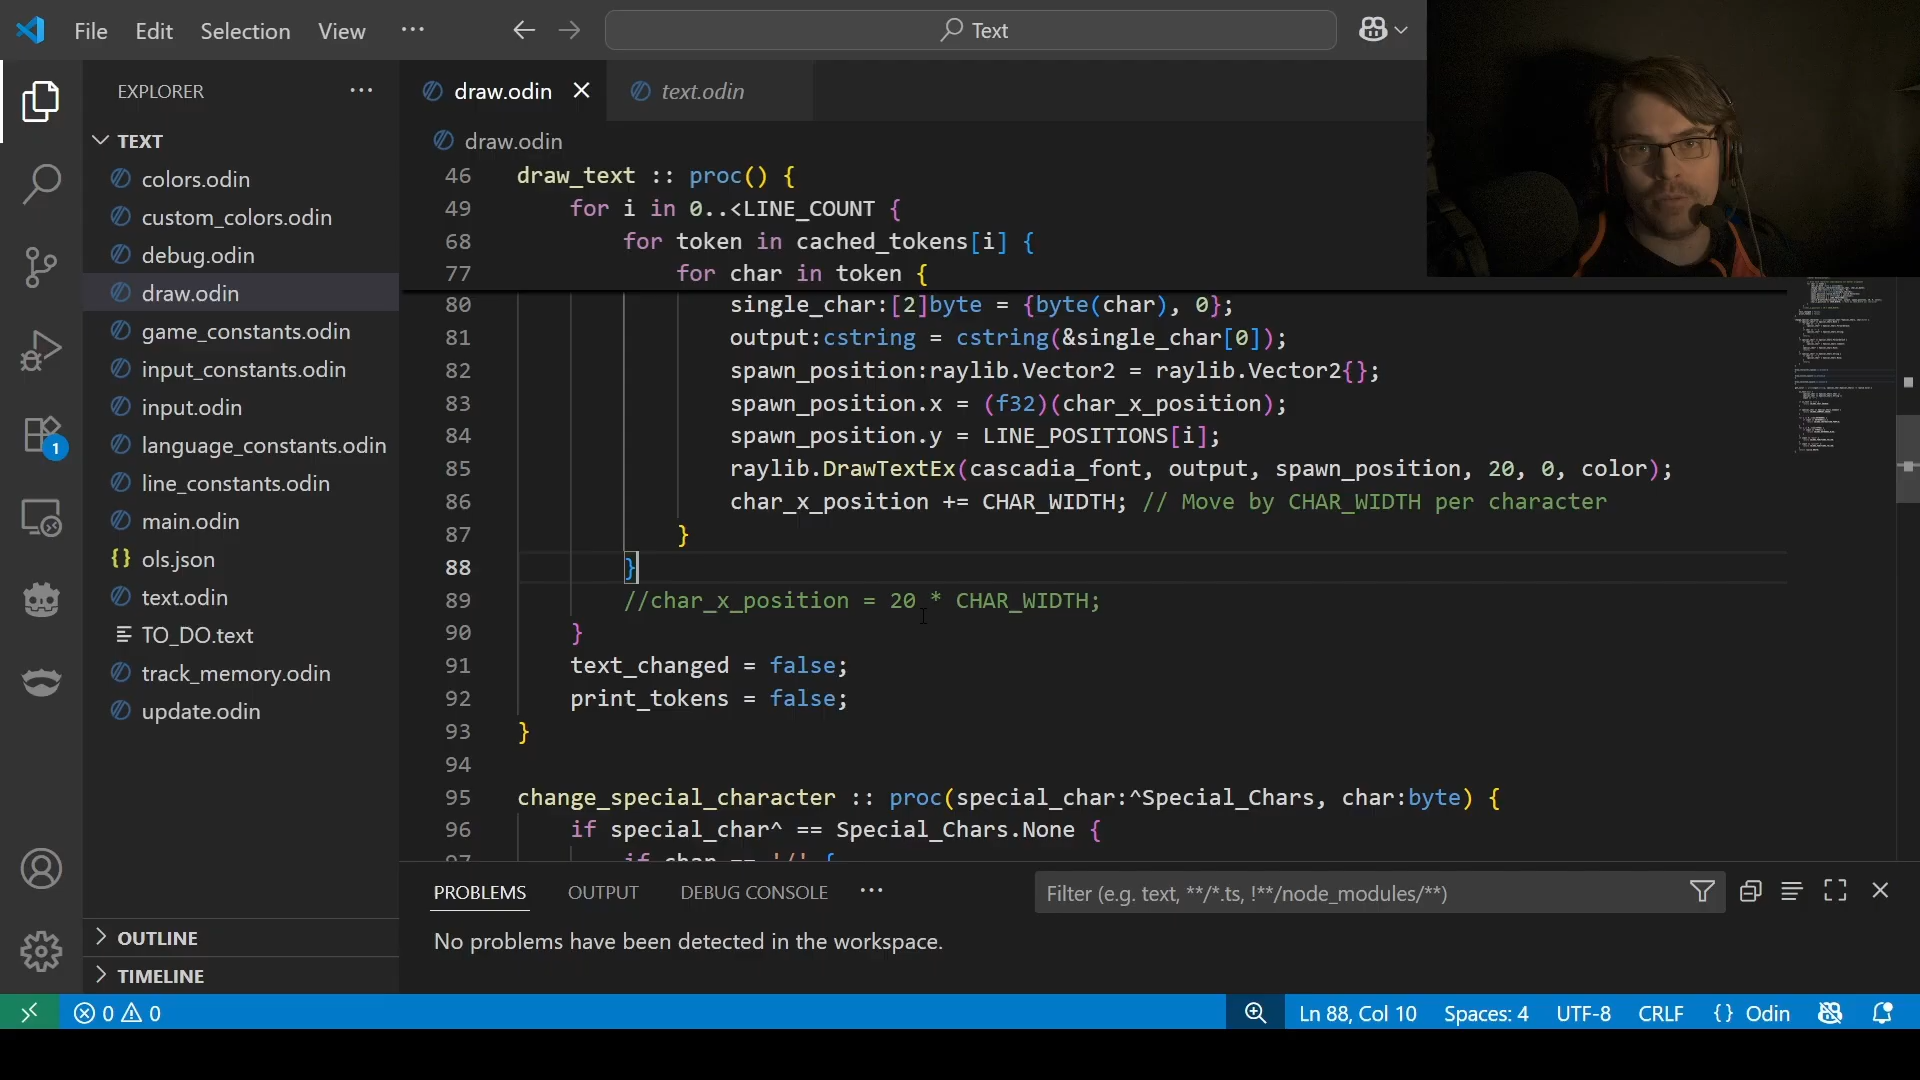 File Edit Selection View ··· Text
EXPLORER ···
TEXT
colors.odin
custom_colors.odin
debug.odin
draw.odin
game_constants.odin
input_constants.odin
input.odin
language_constants.odin
line_constants.odin
main.odin
{} ols.json
text.odin
TO_DO.text
track_memory.odin
update.odin
OUTLINE
TIMELINE
1
draw.odin text.odin
draw.odin
46 draw_text :: proc() {
49 for i in 0..<LINE_COUNT {
68 for token in cached_tokens[i] {
77 for char in token {
80 single_char:[2]byte = {byte(char), 0};
81 output:cstring = cstring(&single_char[0]);
82 spawn_position:raylib.Vector2 = raylib.Vector2{};
83 spawn_position.x = (f32)(char_x_position);
84 spawn_position.y = LINE_POSITIONS[i];
85 raylib.DrawTextEx(cascadia_font, output, spawn_position, 20, 0, color);
86 char_x_position += CHAR_WIDTH; // Move by CHAR_WIDTH per character
87 }
88 }
89 //char_x_position = 20 * CHAR_WIDTH;
90 }
91 text_changed = false;
92 print_tokens = false;
93 }
94
95 change_special_character :: proc(special_char:^Special_Chars, char:byte) {
96 if special_char^ == Special_Chars.None {
97 if char == '/' {
PROBLEMS OUTPUT DEBUG CONSOLE ··· Filter (e.g. text, **/*.ts, !**/node_modules/**)
No problems have been detected in the workspace.
0 0 Ln 88, Col 10 Spaces: 4 UTF-8 CRLF {} Odin